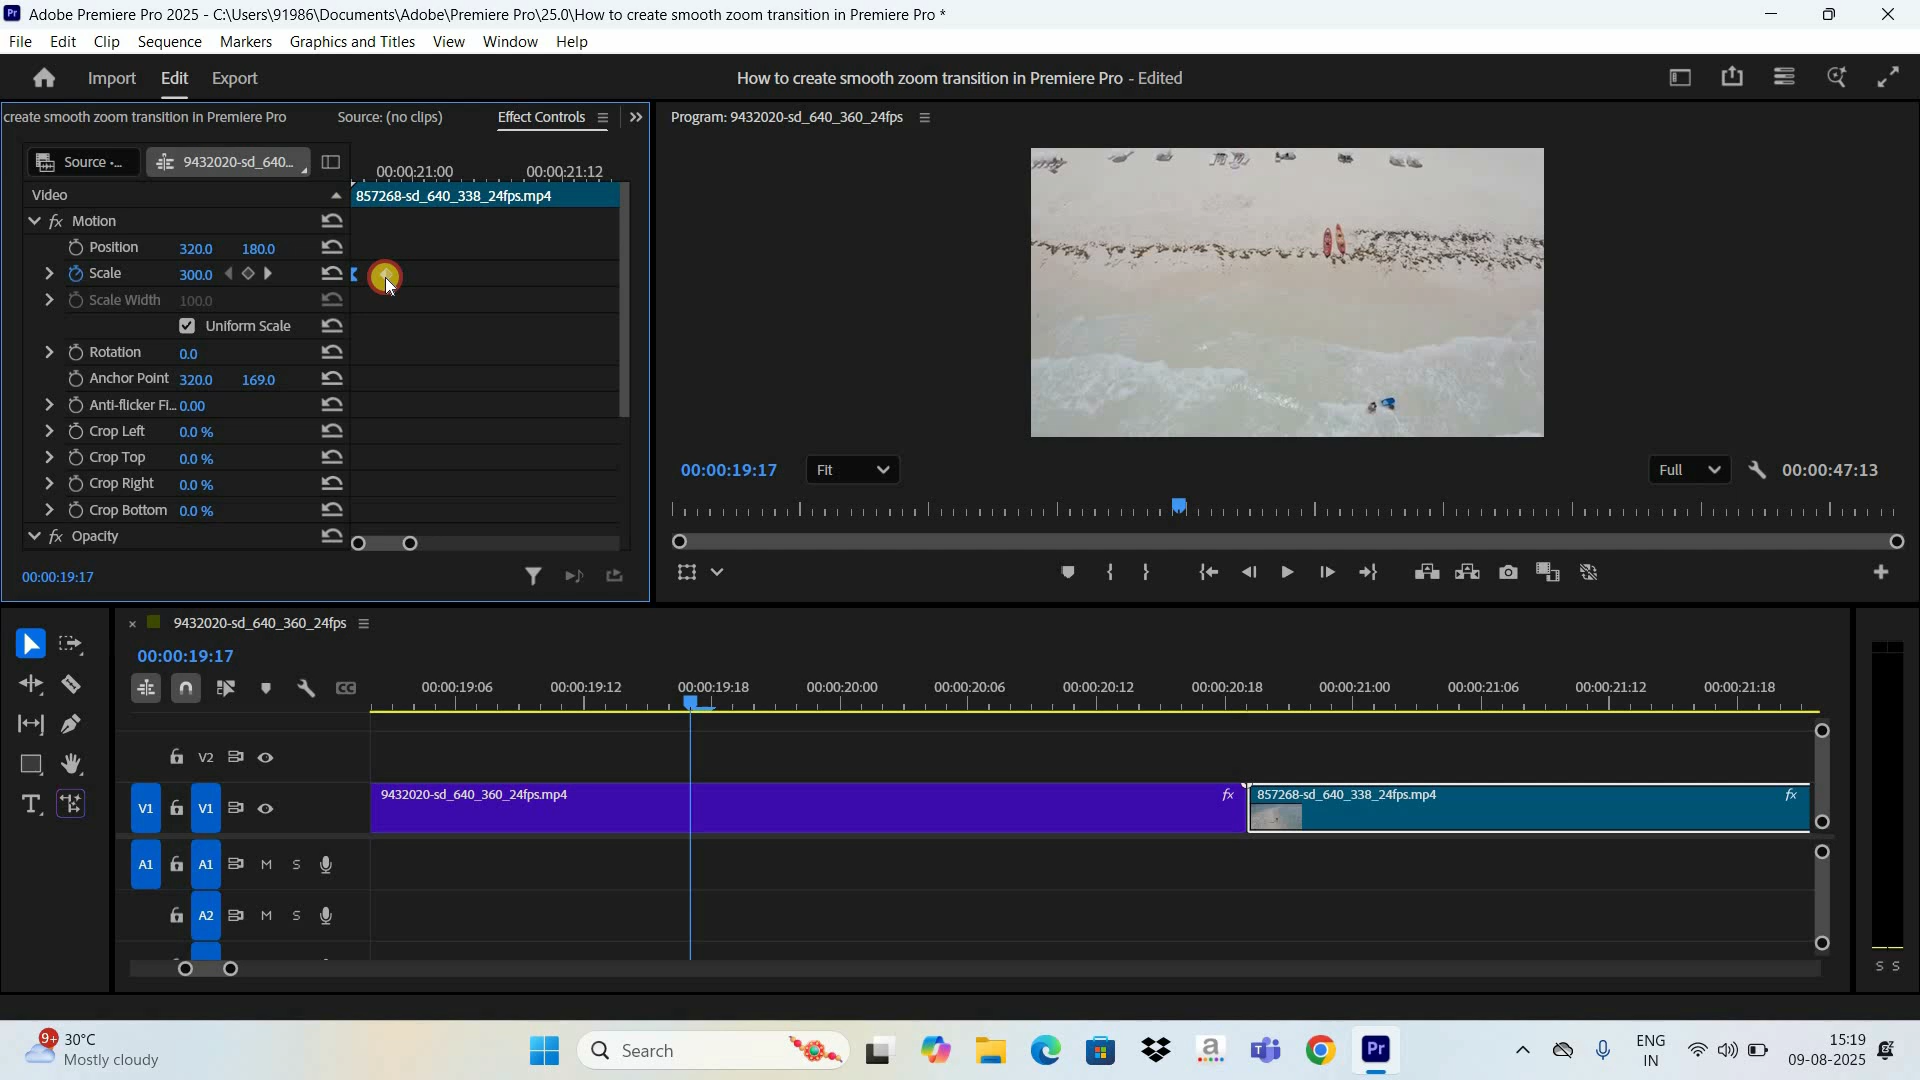 Pr Adobe Premiere Pro 2025 - C:\Users\91986\Documents\Adobe\Premiere Pro\25.0\How to create smooth zoom transition in Premiere Pro *
File Edit Clip Sequence Markers Graphics and Titles View Window Help
Import Edit Export How to create smooth zoom transition in Premiere Pro - Edited
create smooth zoom transition in Premiere Pro Source: (no clips) Effect Controls
Program: 9432020-sd_640_360_24fps
Source •... 9432020-sd_640... 00:00:21:00 00:00:21:12
Video 857268-sd_640_338_24fps.mp4
fx Motion
Position 320.0 180.0
Scale 300.0
Scale Width 100.0
Uniform Scale
Rotation 0.0
Anchor Point 320.0 169.0
Anti-flicker Fi... 0.00
Crop Left 0.0 %
Crop Top 0.0 %
Crop Right 0.0 %
Crop Bottom 0.0 %
fx Opacity
00:00:19:17
00:00:19:17 Fit Full 00:00:47:13
× 9432020-sd_640_360_24fps
00:00:19:17
CC 00:00:19:06 00:00:19:12 00:00:19:18 00:00:20:00 00:00:20:06 00:00:20:12 00:00:20:18 00:00:21:00 00:00:21:06 00:00:21:12 00:00:21:18
V2
V1 V1 9432020-sd_640_360_24fps.mp4 fx 857268-sd_640_338_24fps.mp4 fx
A1 A1 M S
A2 M S
S S
9+ 30°C
Mostly cloudy
Search
Pr
ENG
IN
15:19
09-08-2025